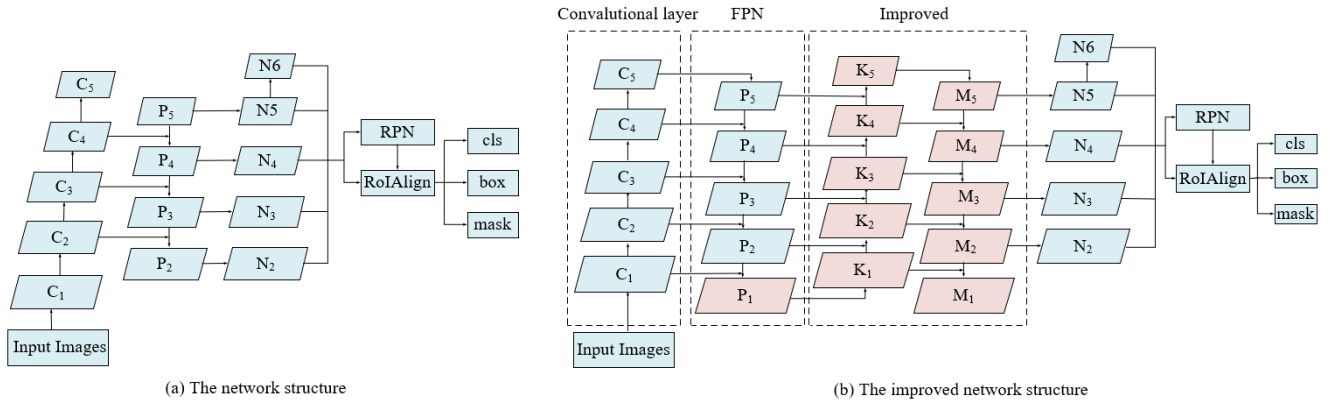 Convalutional layer
FPN
Improved
C5
C4
C3
C2
C1
Input Images
P5
P4
P3
P2
N6
N5
N4
N3
N2
RPN
RoIAlign
cls
box
mask
(a) The network structure
C5
C4
C3
C2
C1
Input Images
P5
P4
P3
P2
P1
K5
K4
K3
K2
K1
M5
M4
M3
M2
M1
N6
N5
N4
N3
N2
RPN
RoIAlign
cls
box
mask
(b) The improved network structure